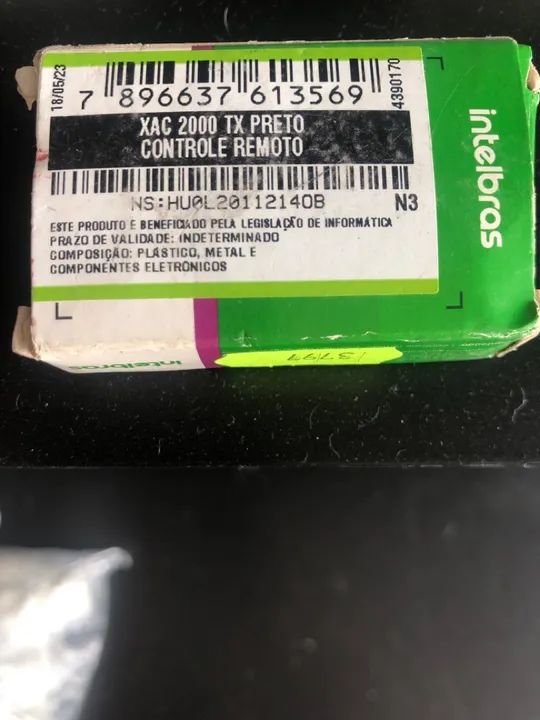 18/05/23
7 896637 613569
4390170
XAC 2000 TX PRETO
CONTROLE REMOTO
NS:HU0L20112140B N3
ESTE PRODUTO E BENEFICIADO PELA LEGISLAÇÃO DE INFORMÁTICA
PRAZO DE VALIDADE: INDETERMINADO
COMPOSIÇÃO: PLÁSTICO, METAL E
COMPONENTES ELETRÔNICOS
intelbras
intelbras